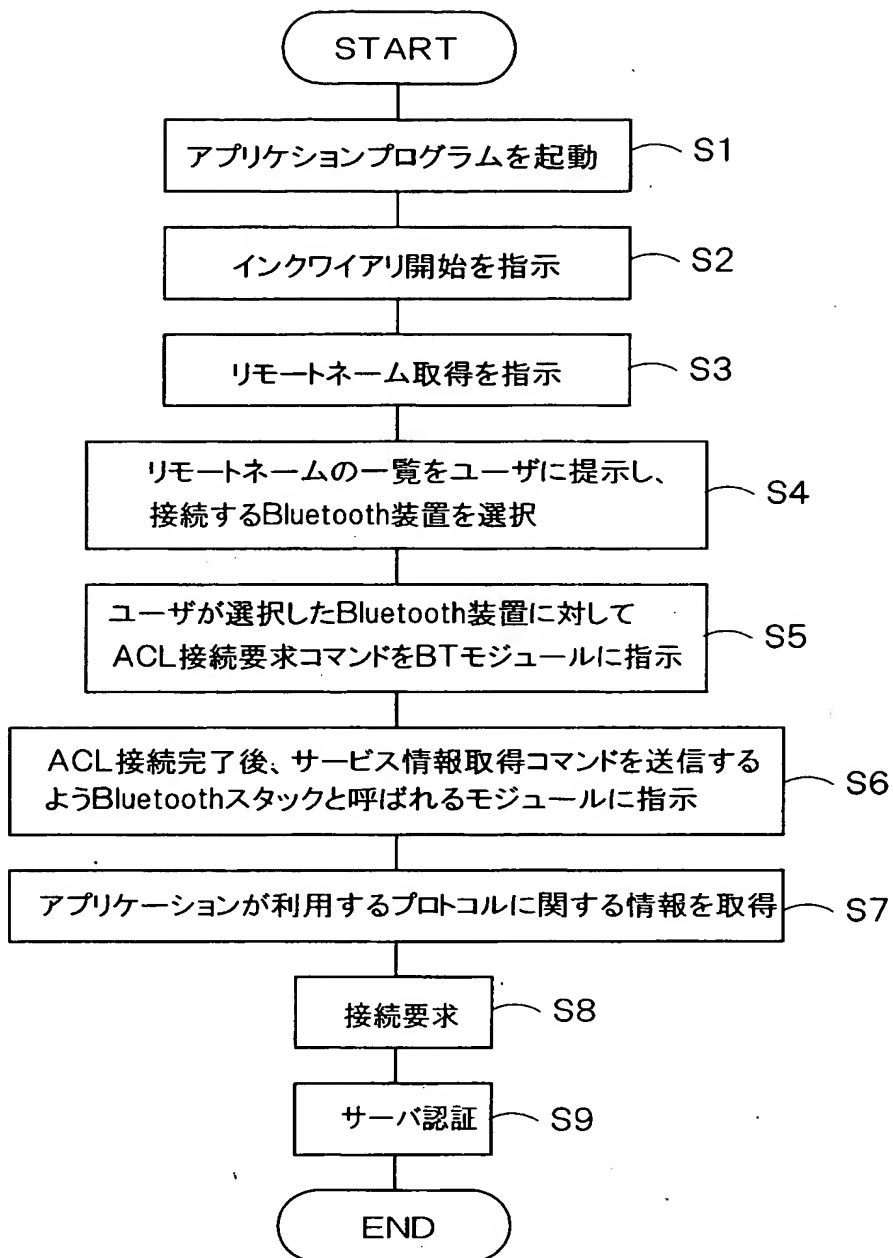 START
アプリケションプログラムを起動
S1
インクワイアリ開始を指示
S2
リモートネーム取得を指示
S3
リモートネームの一覧をユーザに提示し、
接続するBluetooth装置を選択
S4
ユーザが選択したBluetooth装置に対して
ACL接続要求コマンドをBTモジュールに指示
S5
ACL接続完了後、サービス情報取得コマンドを送信する
ようBluetoothスタックと呼ばれるモジュールに指示
S6
アプリケーションが利用するプロトコルに関する情報を取得
S7
接続要求
S8
サーバ認証
S9
END